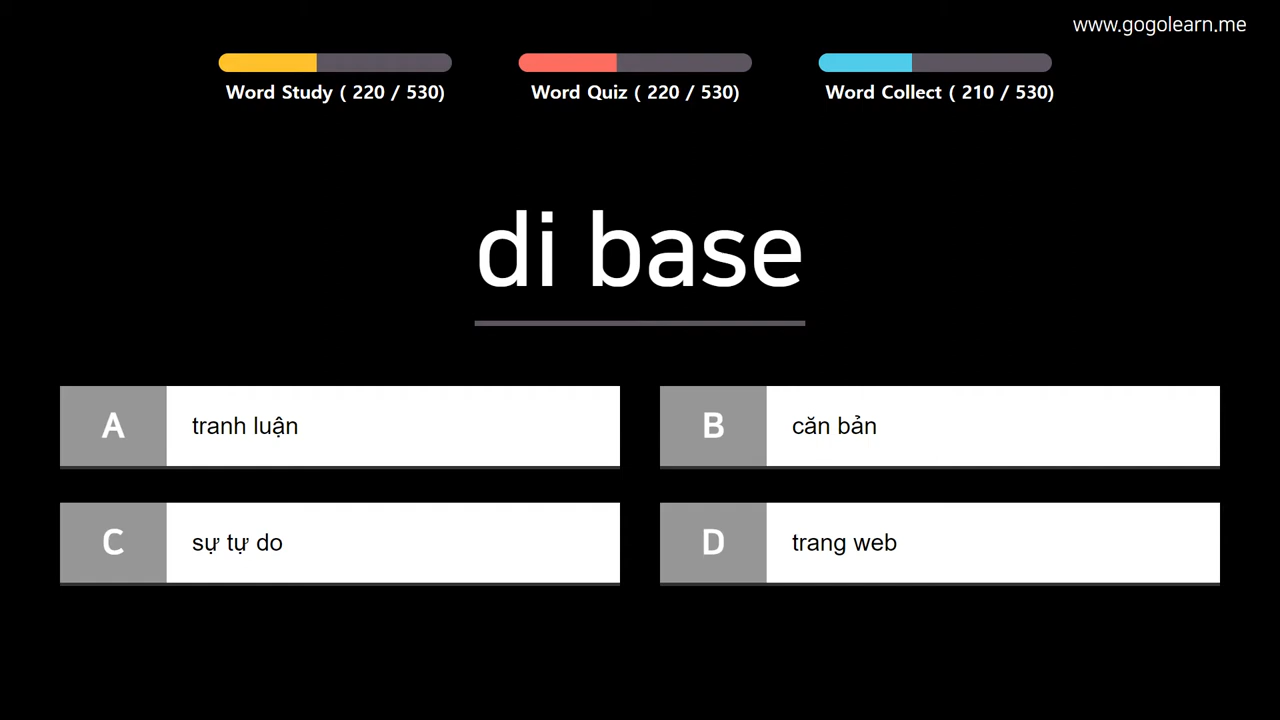 www.gogolearn.me
Word Study ( 220 / 530)
Word Quiz ( 220 / 530)
Word Collect ( 210 / 530)
di base
A tranh luận
B căn bản
C sự tự do
D trang web